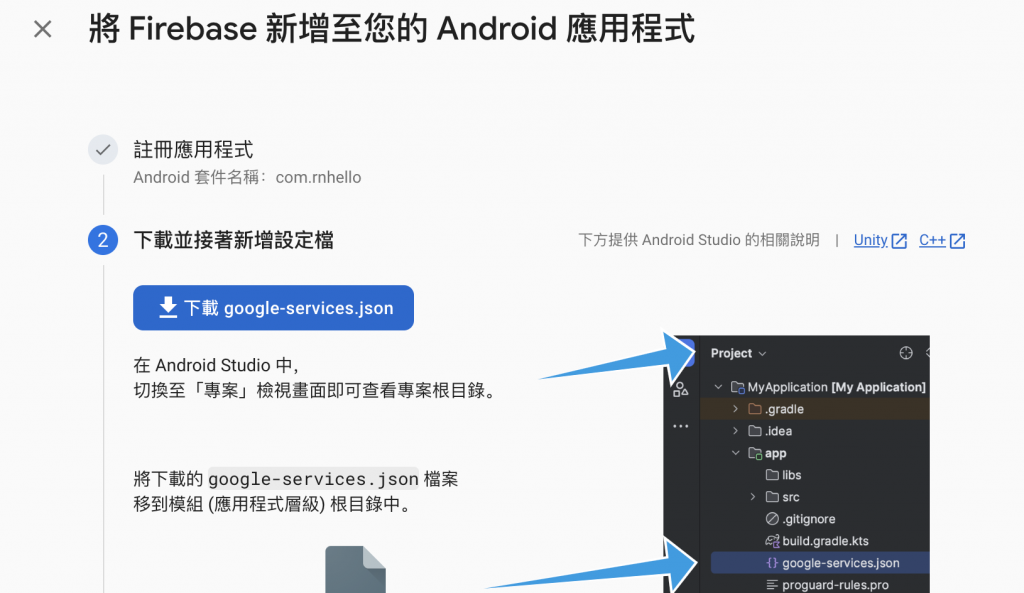 將 Firebase 新增至您的 Android 應用程式
註冊應用程式
Android 套件名稱：com.rnhello
2 下載並接著新增設定檔
下方提供 Android Studio 的相關說明 | Unity C++
下載 google-services.json
在 Android Studio 中，
切換至「專案」檢視畫面即可查看專案根目錄。
將下載的 google-services.json 檔案
移到模組 (應用程式層級) 根目錄中。
Project
MyApplication [My Application]
.gradle
.idea
app
libs
src
.gitignore
build.gradle.kts
{} google-services.json
proguard-rules.pro